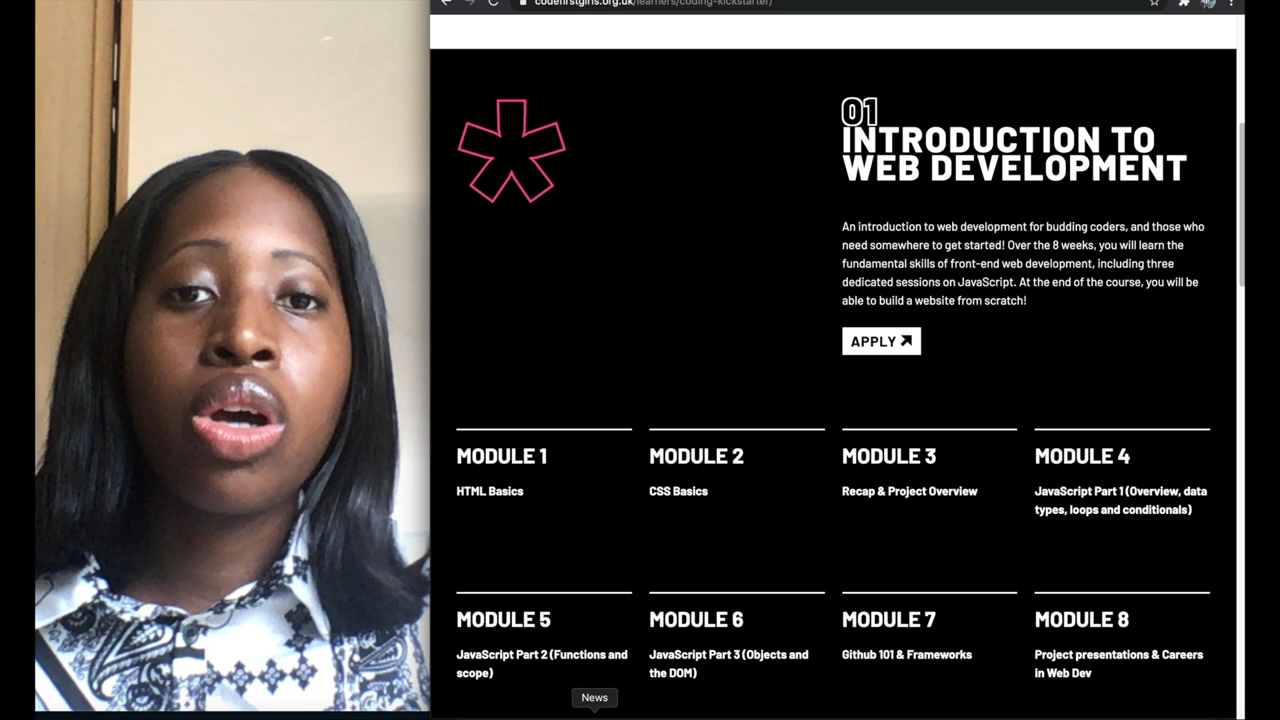 codefirstgirls.org.uk/learners/coding-kickstarter/
01
INTRODUCTION TO
WEB DEVELOPMENT
An introduction to web development for budding coders, and those who
need somewhere to get started! Over the 8 weeks, you will learn the
fundamental skills of front-end web development, including three
dedicated sessions on JavaScript. At the end of the course, you will be
able to build a website from scratch!
APPLY
MODULE 1
HTML Basics
MODULE 2
CSS Basics
MODULE 3
Recap & Project Overview
MODULE 4
JavaScript Part 1 (Overview, data
types, loops and conditionals)
MODULE 5
JavaScript Part 2 (Functions and
scope)
MODULE 6
JavaScript Part 3 (Objects and
the DOM)
MODULE 7
Github 101 & Frameworks
MODULE 8
Project presentations & Careers
in Web Dev
News